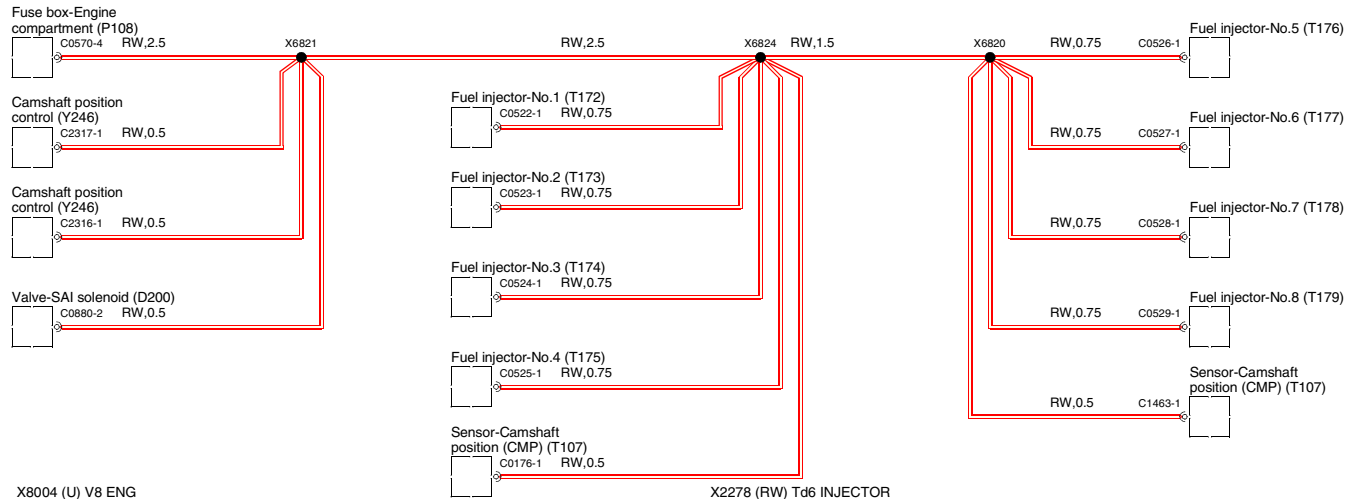 Fuse box-Engine
compartment (P108)
C0570-4 RW,2.5
X6821
RW,2.5
X6824 RW,1.5
X6820
RW,0.75 C0526-1
Fuel injector-No.5 (T176)
Camshaft position
control (Y246)
C2317-1 RW,0.5
Fuel injector-No.1 (T172)
C0522-1 RW,0.75
RW,0.75 C0527-1
Fuel injector-No.6 (T177)
Camshaft position
control (Y246)
C2316-1 RW,0.5
Fuel injector-No.2 (T173)
C0523-1 RW,0.75
RW,0.75 C0528-1
Fuel injector-No.7 (T178)
Valve-SAI solenoid (D200)
C0880-2 RW,0.5
Fuel injector-No.3 (T174)
C0524-1 RW,0.75
RW,0.75 C0529-1
Fuel injector-No.8 (T179)
Fuel injector-No.4 (T175)
C0525-1 RW,0.75
RW,0.5 C1463-1
Sensor-Camshaft
position (CMP) (T107)
Sensor-Camshaft
position (CMP) (T107)
C0176-1 RW,0.5
X8004 (U) V8 ENG
X2278 (RW) Td6 INJECTOR